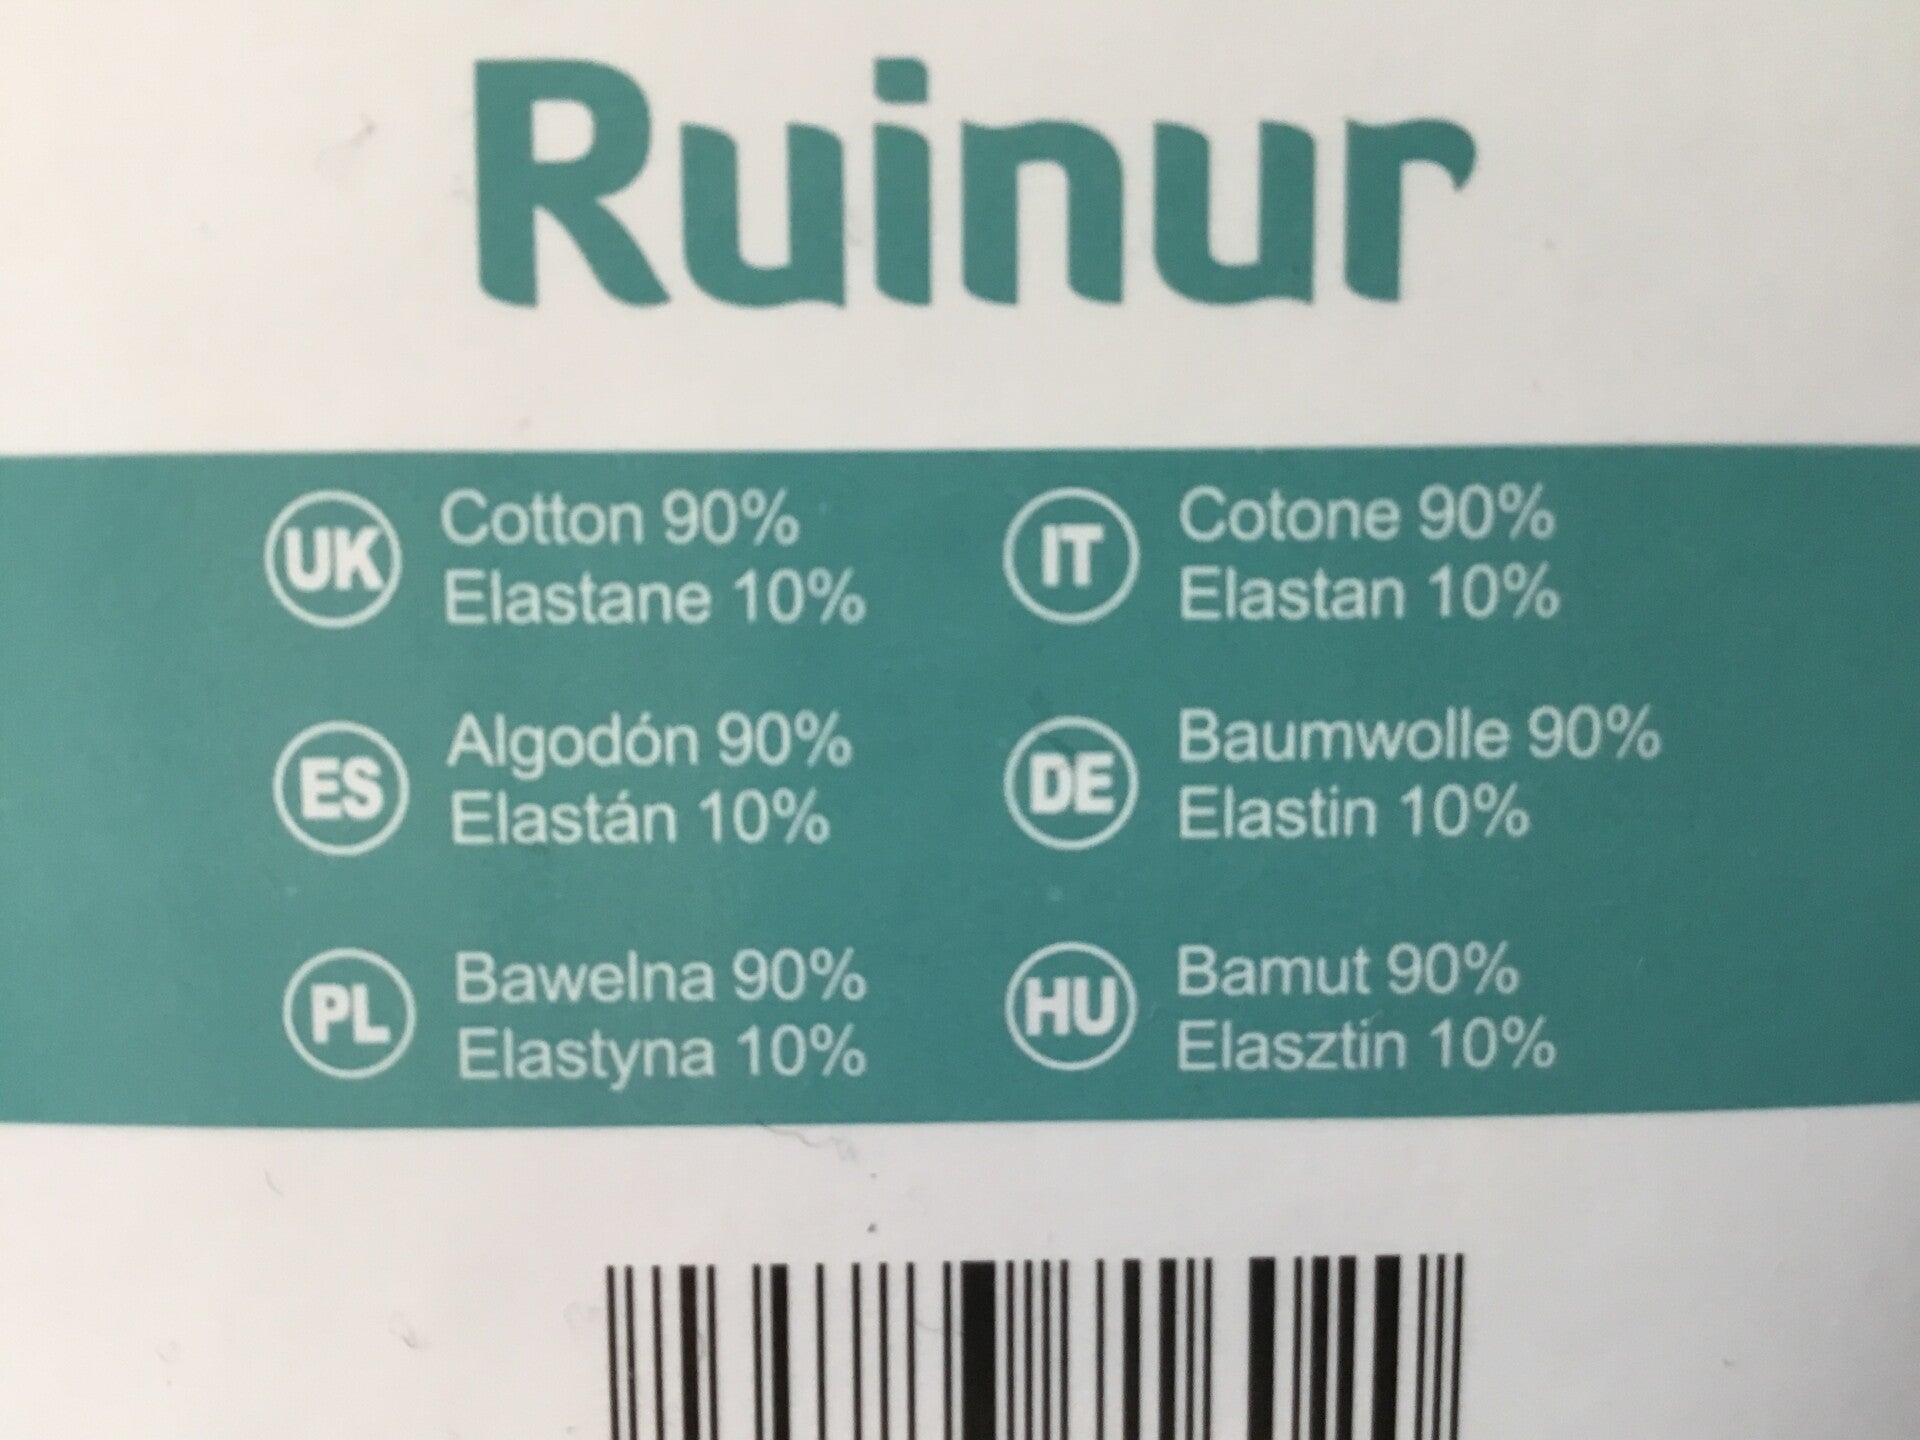 Ruinur
UK Cotton 90%
Elastane 10%
IT Cotone 90%
Elastan 10%
ES Algodón 90%
Elastán 10%
DE Baumwolle 90%
Elastin 10%
PL Bawelna 90%
Elastyna 10%
HU Bamut 90%
Elasztin 10%